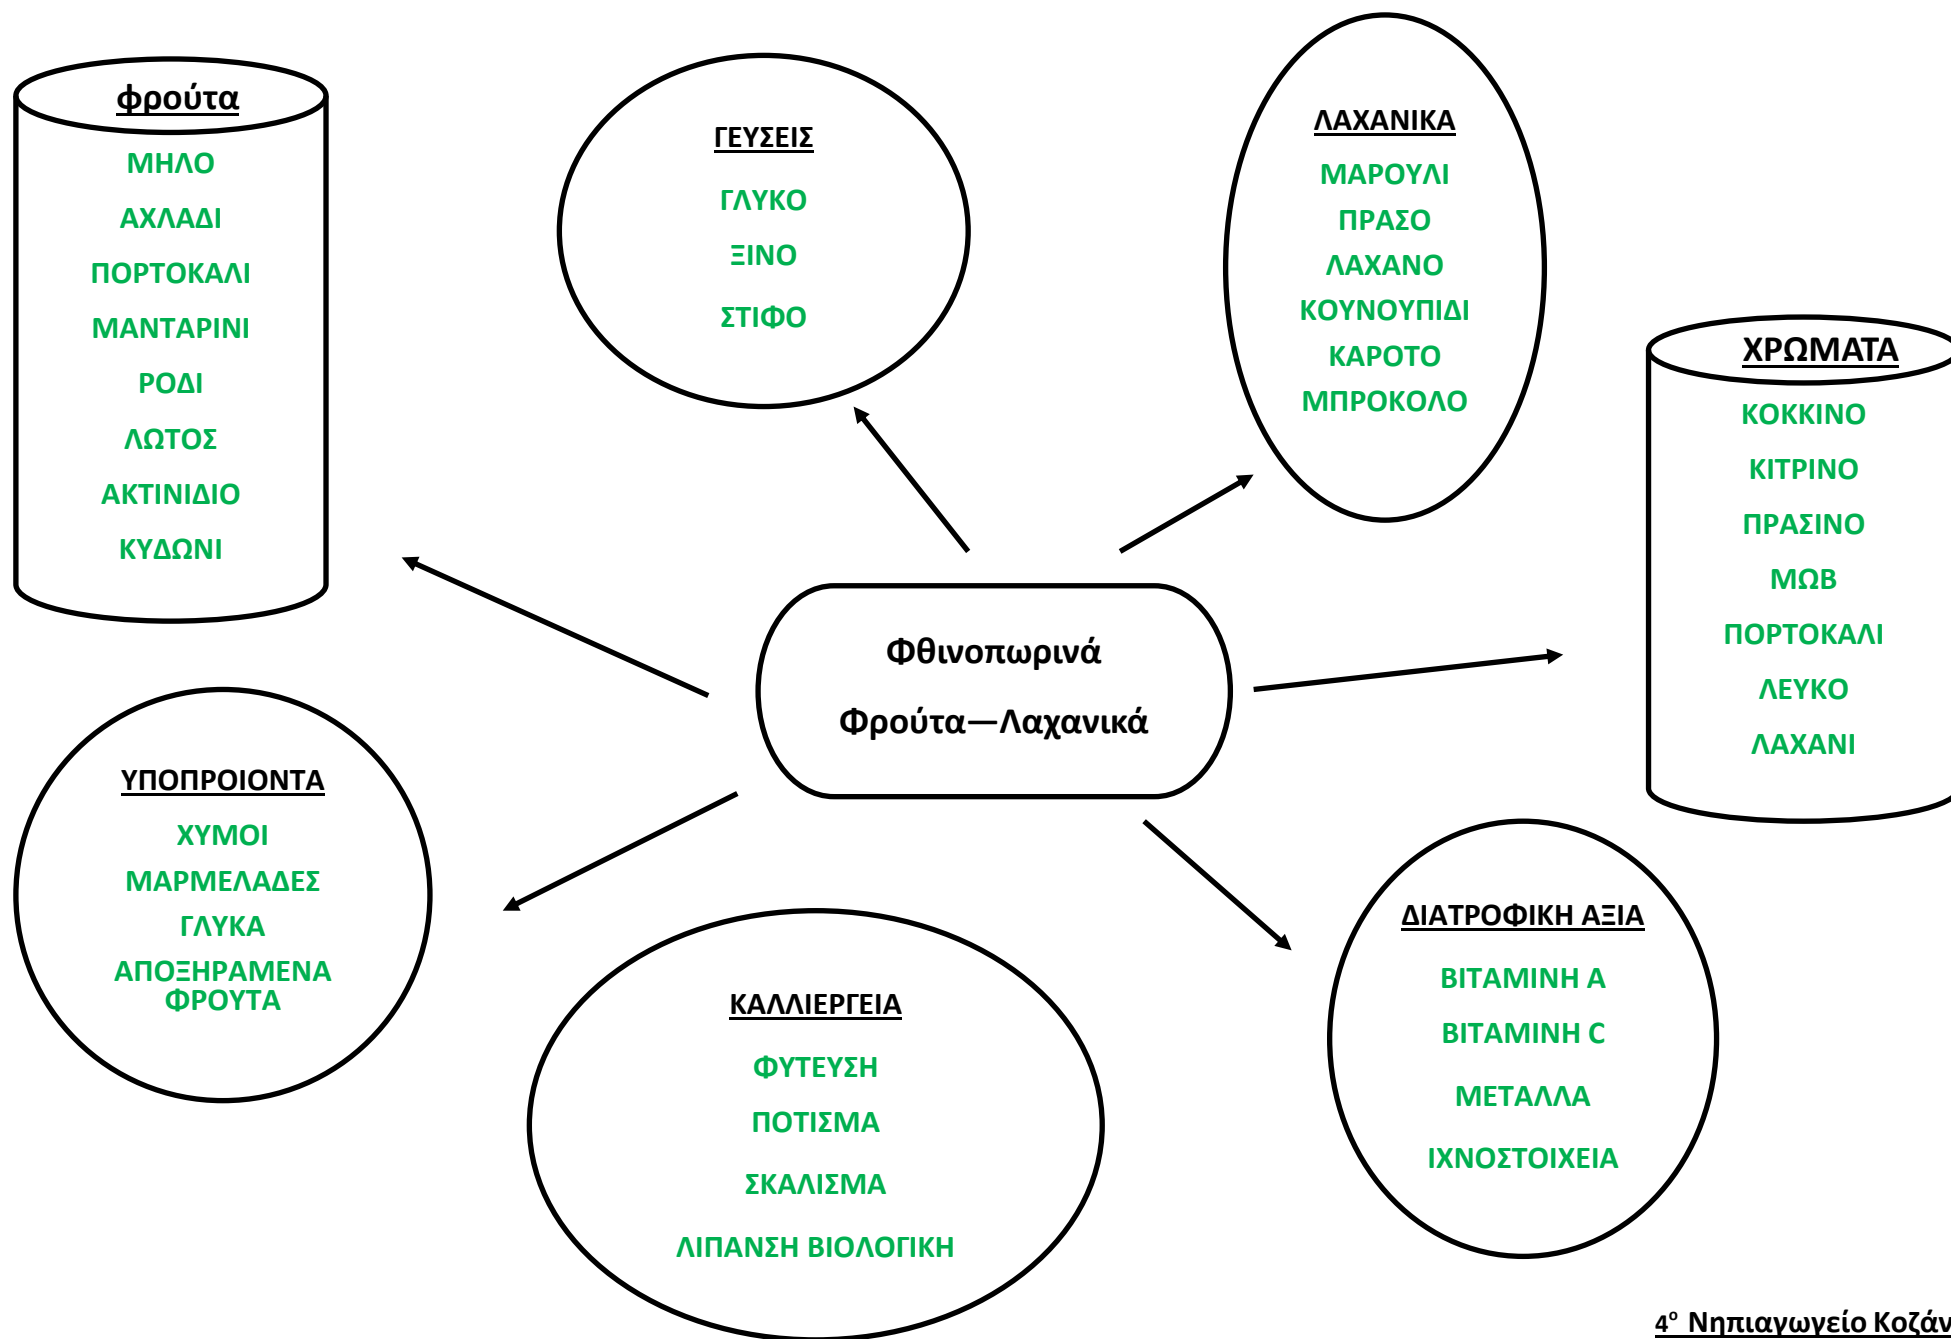 φρούτα
ΜΗΛΟ
ΑΧΛΑΔΙ
ΠΟΡΤΟΚΑΛΙ
ΜΑΝΤΑΡΙΝΙ
ΡΟΔΙ
ΛΩΤΟΣ
ΑΚΤΙΝΙΔΙΟ
ΚΥΔΩΝΙ
ΓΕΥΣΕΙΣ
ΓΛΥΚΟ
ΞΙΝΟ
ΣΤΙΦΟ
ΛΑΧΑΝΙΚΑ
ΜΑΡΟΥΛΙ
ΠΡΑΣΟ
ΛΑΧΑΝΟ
ΚΟΥΝΟΥΠΙΔΙ
ΚΑΡΟΤΟ
ΜΠΡΟΚΟΛΟ
ΧΡΩΜΑΤΑ
ΚΟΚΚΙΝΟ
ΚΙΤΡΙΝΟ
ΠΡΑΣΙΝΟ
ΜΩΒ
ΠΟΡΤΟΚΑΛΙ
ΛΕΥΚΟ
ΛΑΧΑΝΙ
Φθινοπωρινά
Φρούτα—Λαχανικά
ΥΠΟΠΡΟΙΟΝΤΑ
ΧΥΜΟΙ
ΜΑΡΜΕΛΑΔΕΣ
ΓΛΥΚΑ
ΑΠΟΞΗΡΑΜΕΝΑ
ΦΡΟΥΤΑ
ΚΑΛΛΙΕΡΓΕΙΑ
ΦΥΤΕΥΣΗ
ΠΟΤΙΣΜΑ
ΣΚΑΛΙΣΜΑ
ΛΙΠΑΝΣΗ ΒΙΟΛΟΓΙΚΗ
ΔΙΑΤΡΟΦΙΚΗ ΑΞΙΑ
ΒΙΤΑΜΙΝΗ Α
ΒΙΤΑΜΙΝΗ C
ΜΕΤΑΛΛΑ
ΙΧΝΟΣΤΟΙΧΕΙΑ
4ο Νηπιαγωγείο Κοζάν